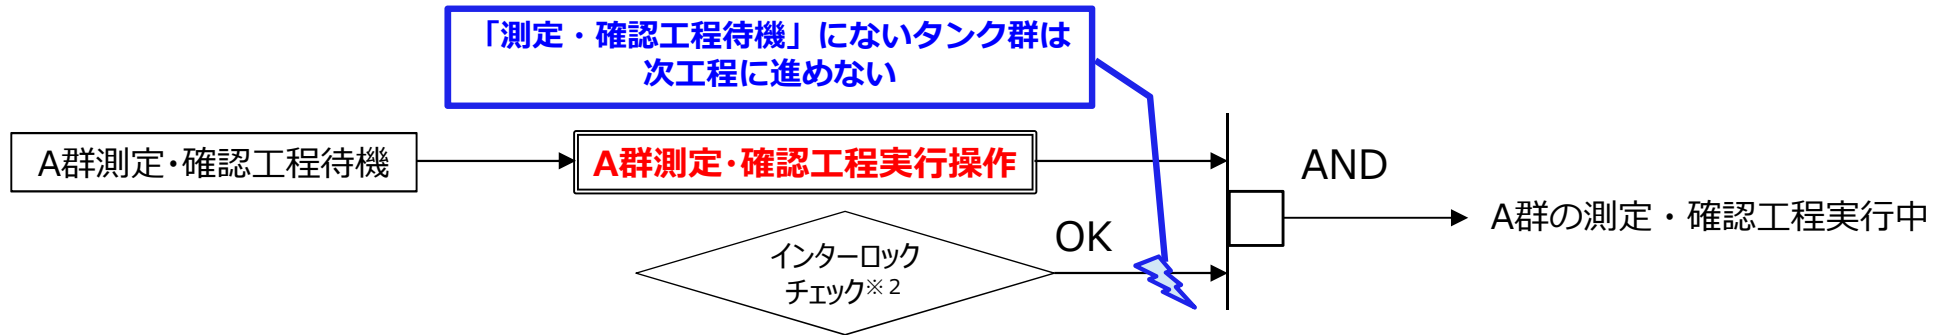 「測定・確認工程待機」にないタンク群は
次工程に進めない
A群測定・確認工程待機
A群測定・確認工程実行操作
AND
A群の測定・確認工程実行中
OK
インターロック
チェック※2